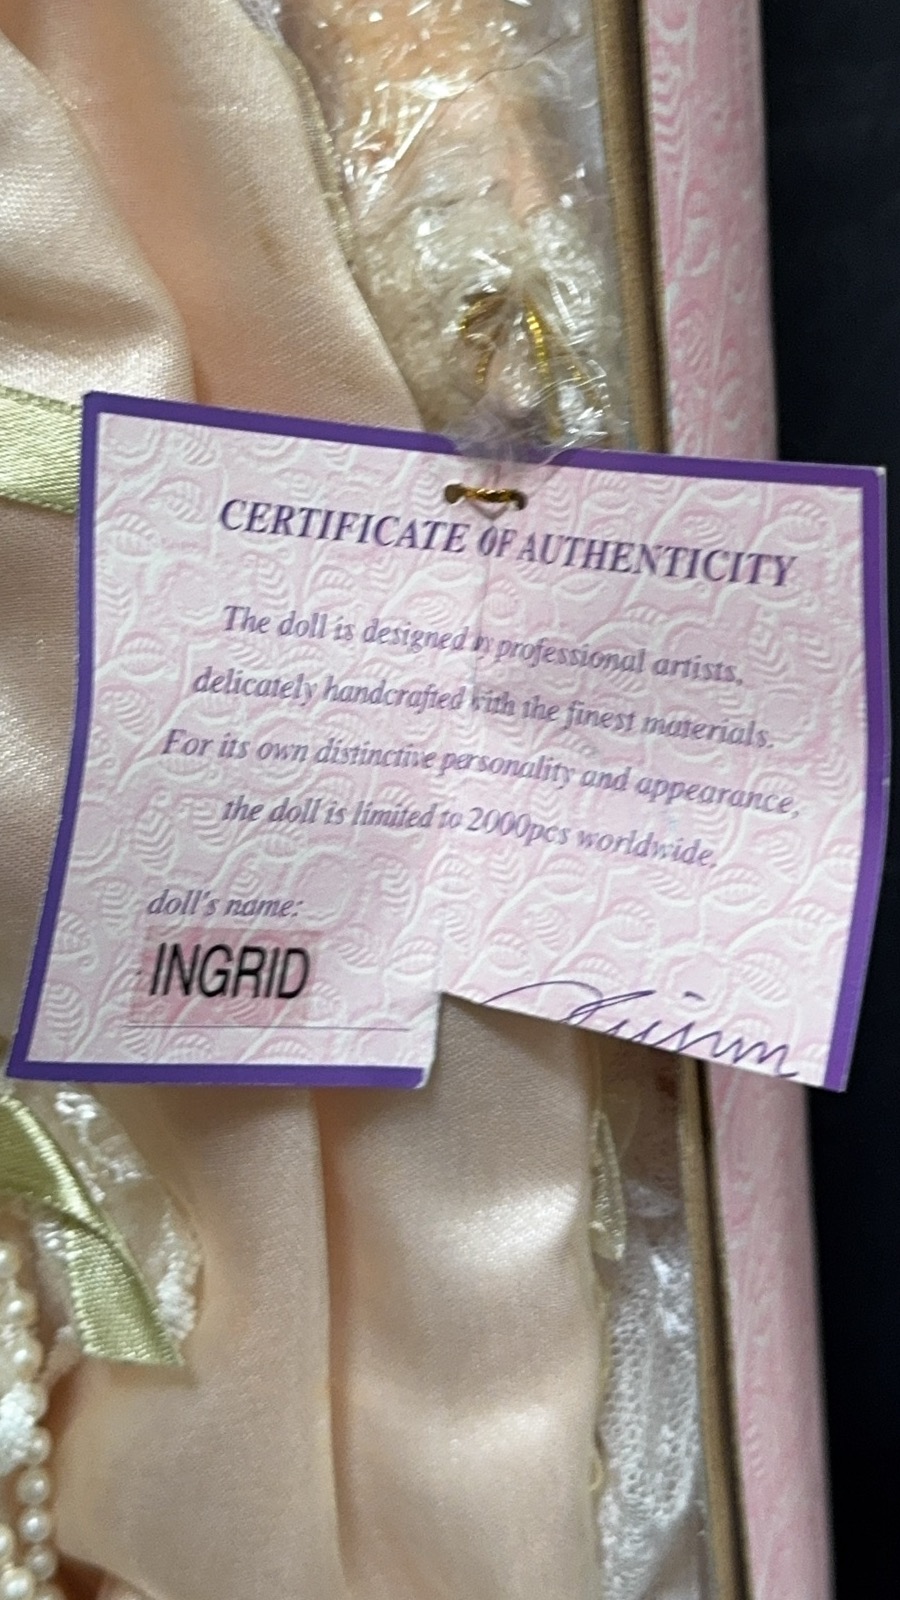 CERTIFICATE OF AUTHENTICITY
The doll is designed by professional artists,
delicately handcrafted with the finest materials.
For its own distinctive personality and appearance,
the doll is limited to 2000pcs worldwide.
doll's name:
INGRID